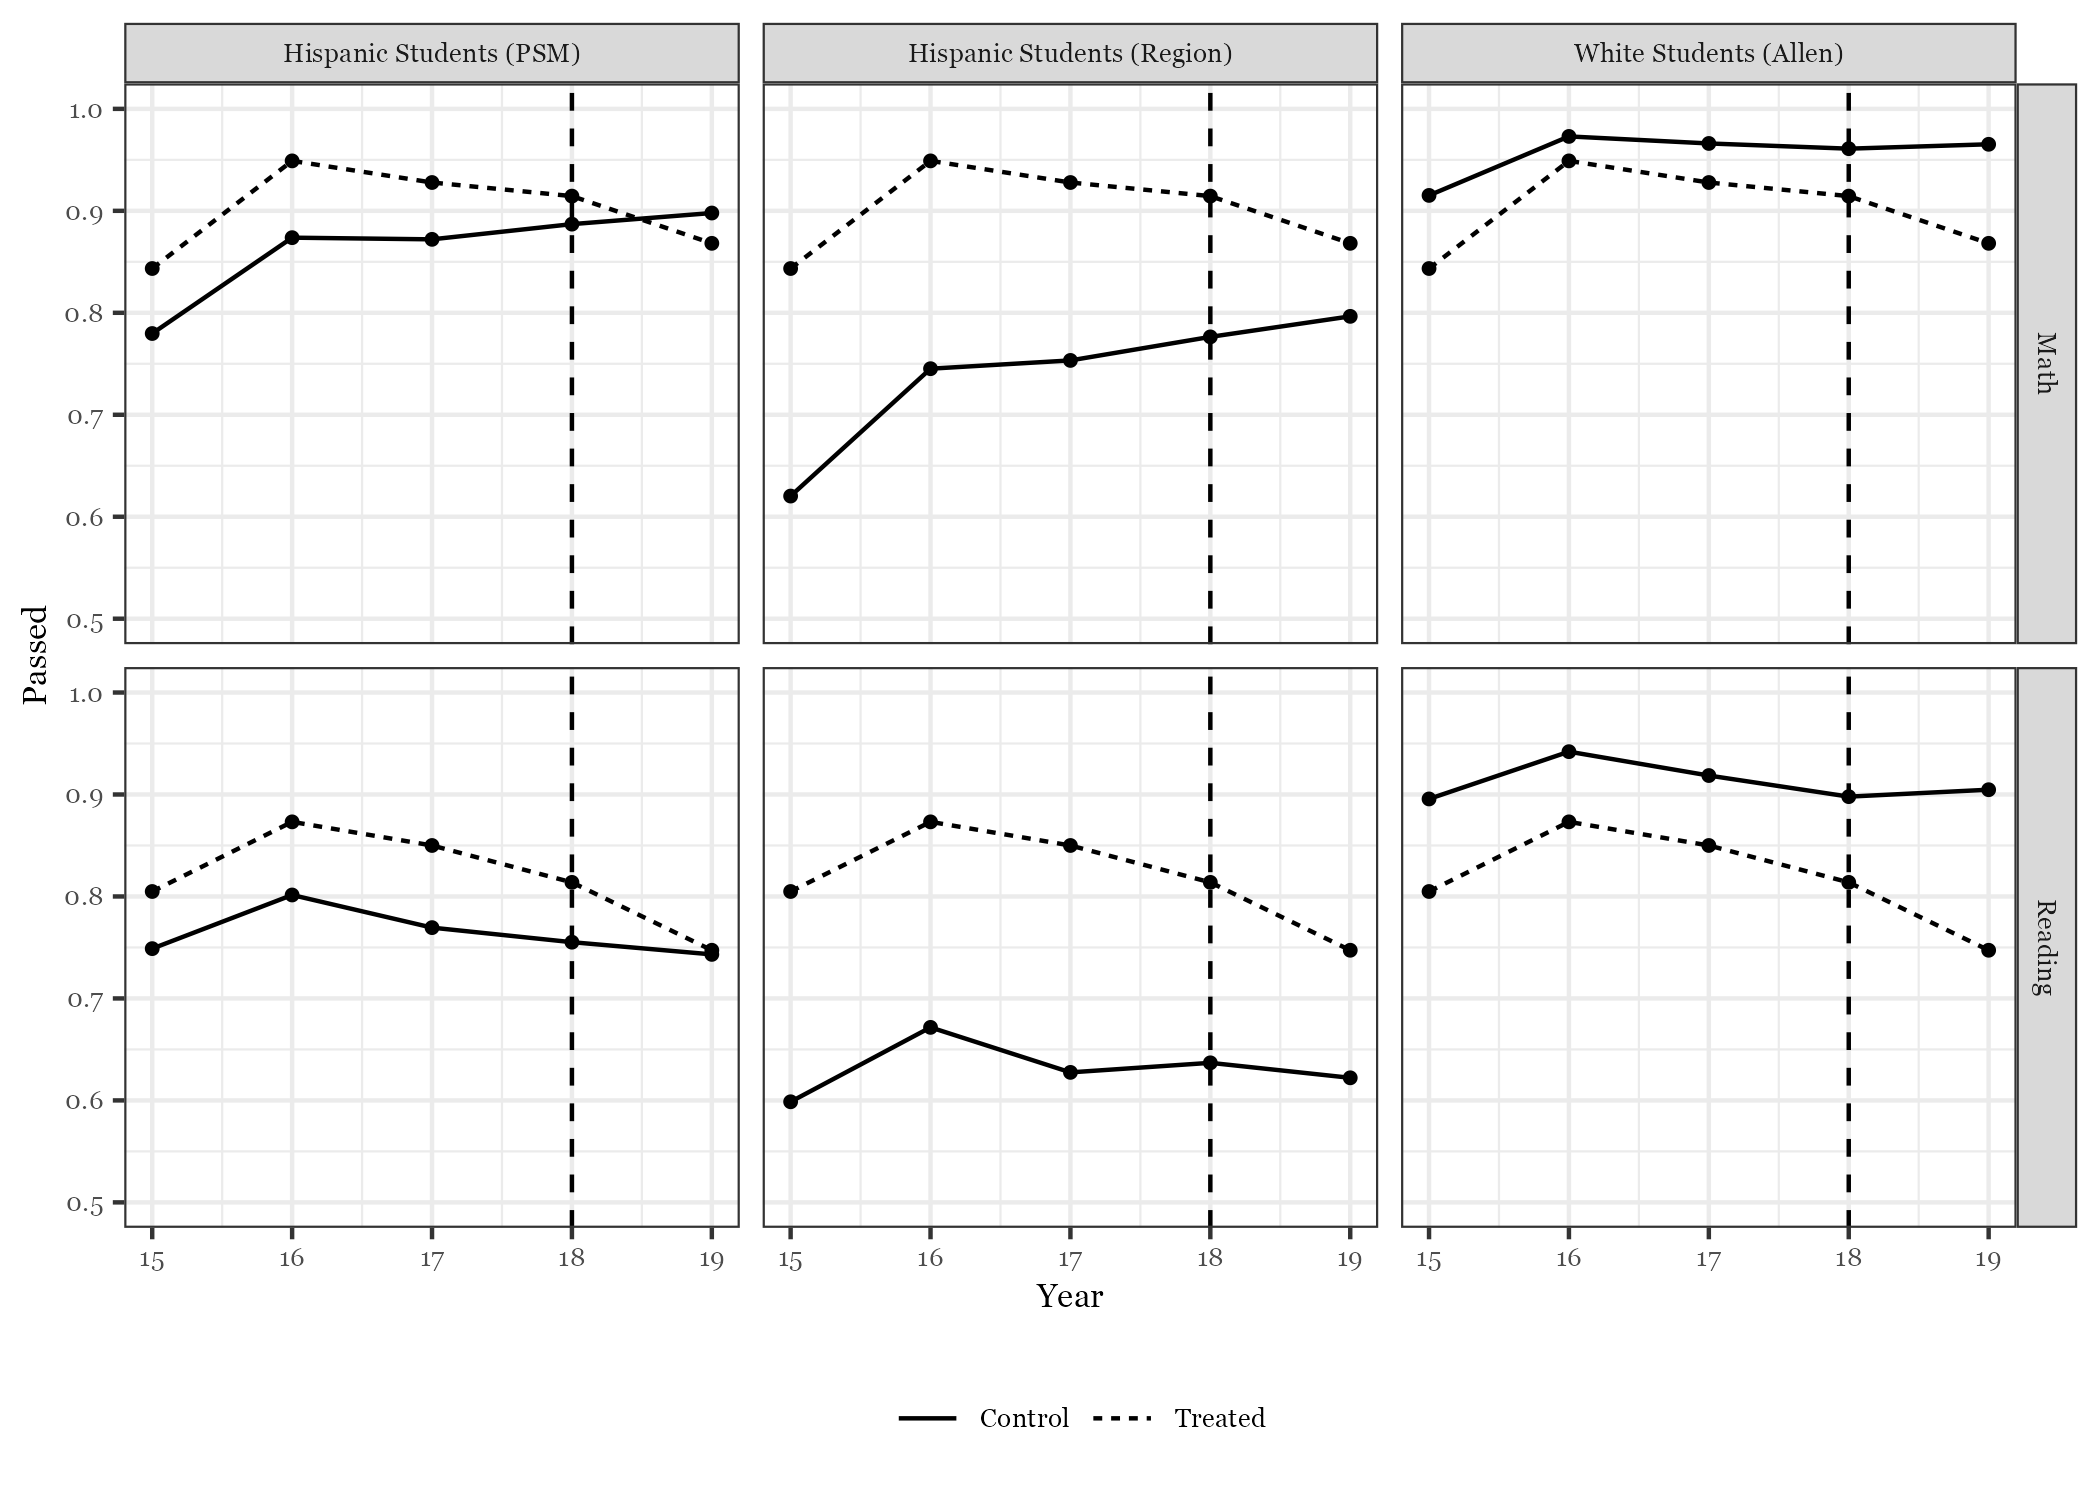 Hispanic Students (PSM) Hispanic Students (Region) White Students (Allen)
1.0
0.9
0.8
0.7
0.6
0.5
Math
Passed
1.0
0.9
0.8
0.7
0.6
0.5
Reading
15 16 17 18 19 15 16 17 18 19 15 16 17 18 19
Year
Control Treated